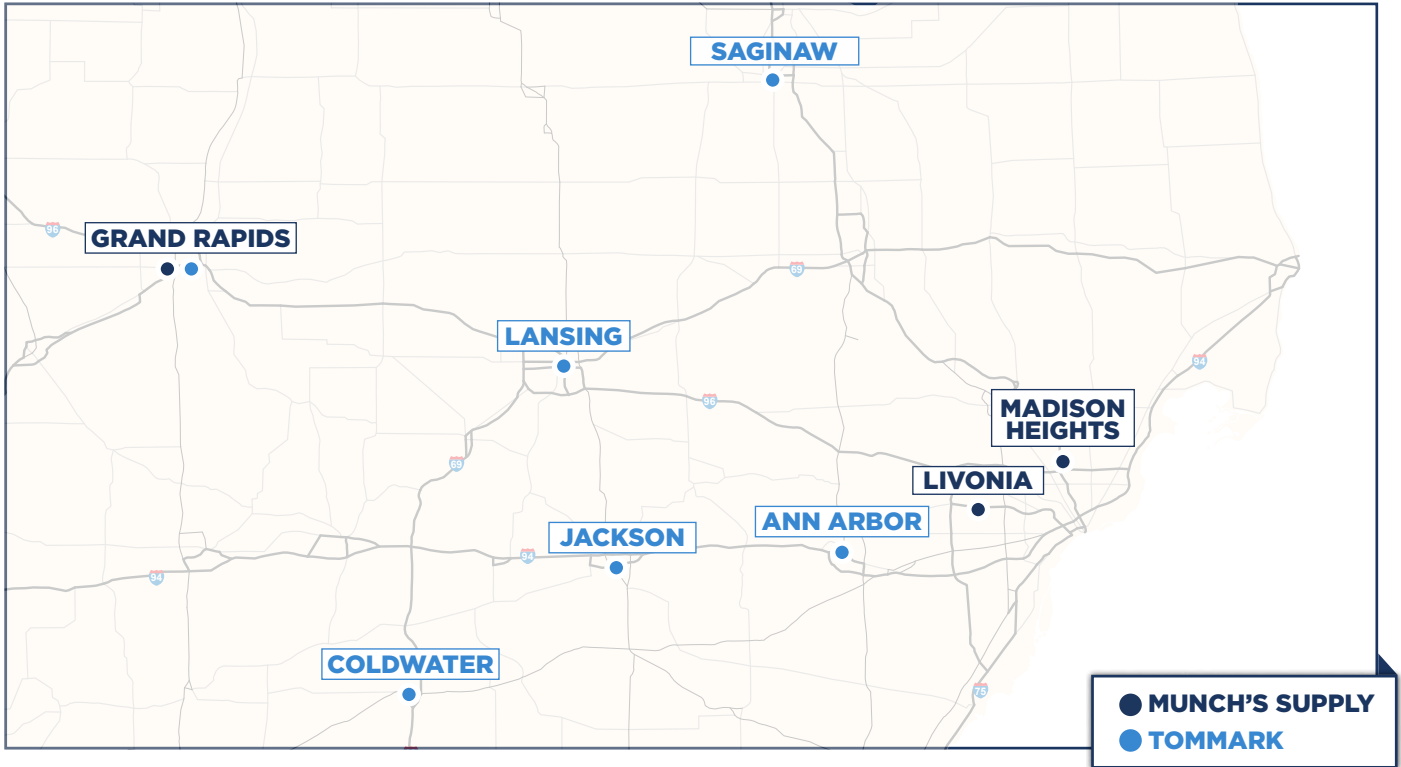 SAGINAW
96
GRAND RAPIDS
69
LANSING
94
96
MADISON
HEIGHTS
69
LIVONIA
ANN ARBOR
JACKSON
94
94
COLDWATER
75
MUNCH'S SUPPLY
TOMMARK